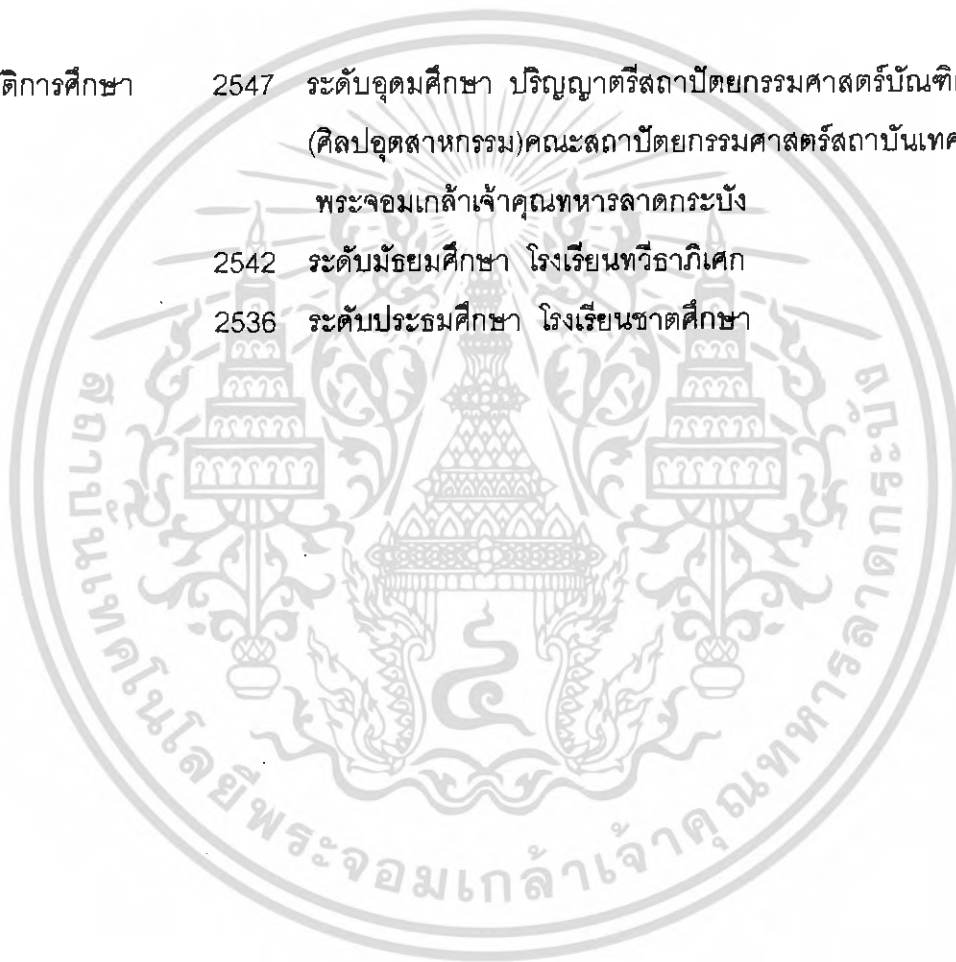 ติการศึกษา 2547 ระดับอุดมศึกษา ปริญญาตรีสถาปัตยกรรมศาสตร์บัณฑิต
(ศิลปอุตสาหกรรม)คณะสถาปัตยกรรมศาสตร์สถาบันเทค
พระจอมเกล้าเจ้าคุณทหารลาดกระบัง
2542 ระดับมัธยมศึกษา โรงเรียนทวีธาภิเศก
2536 ระดับประธมศึกษา โรงเรียนชาตศึกษา
สถาบันเทคโนโลยีพระจอมเกล้าเจ้าคุณทหารลาดกระบัง
๔